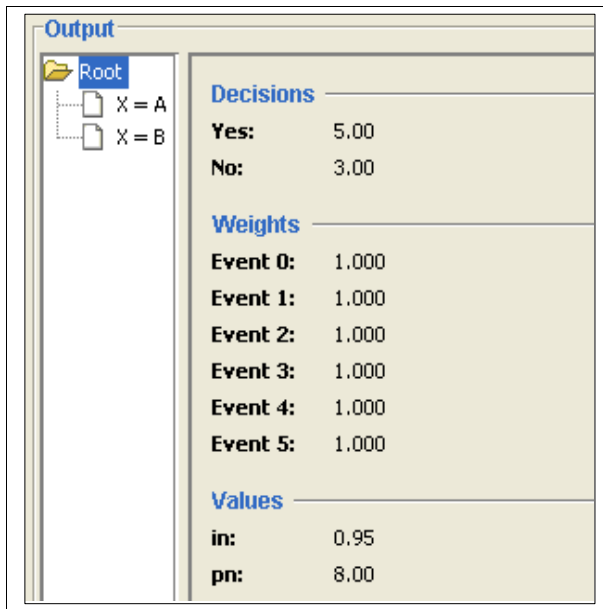 Output
Root
X = A
X = B
Decisions
Yes: 5.00
No: 3.00
Weights
Event 0: 1.000
Event 1: 1.000
Event 2: 1.000
Event 3: 1.000
Event 4: 1.000
Event 5: 1.000
Values
in: 0.95
pn: 8.00